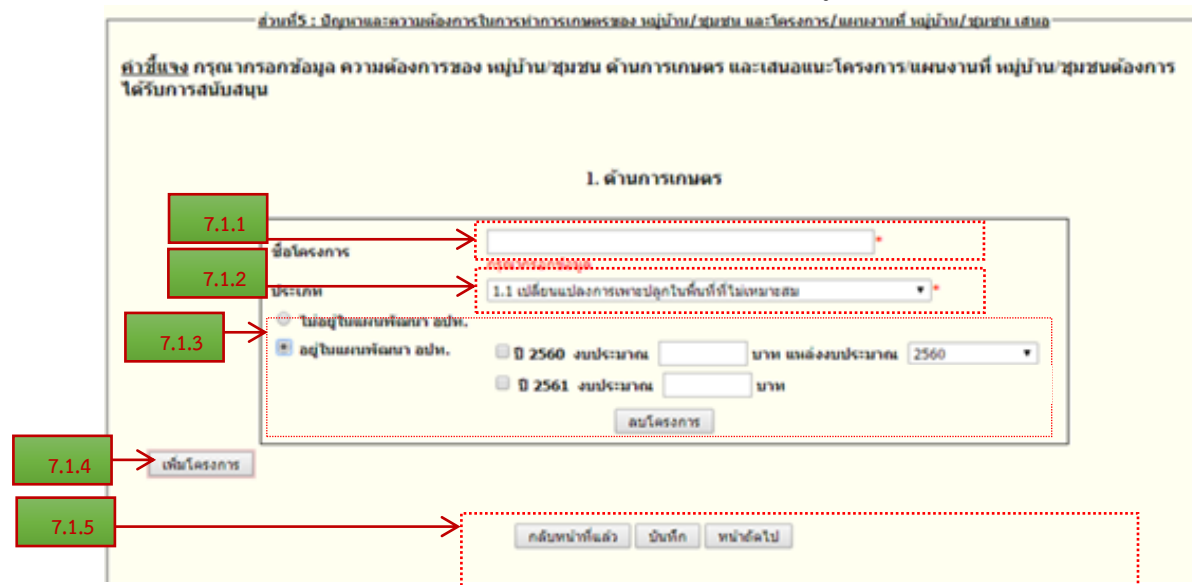 ส่วนที่5 : ปัญหาและความต้องการในการทำการเกษตรของ หมู่บ้าน/ชุมชน และโครงการ/แผนงานที่ หมู่บ้าน/ชุมชน เสนอ
คำชี้แจง กรุณากรอกข้อมูล ความต้องการของ หมู่บ้าน/ชุมชน ด้านการเกษตร และเสนอแนะโครงการ/แผนงานที่ หมู่บ้าน/ชุมชนต้องการ
ได้รับการสนับสนุน
1. ด้านการเกษตร
7.1.1
ชื่อโครงการ *
กรุณากรอกข้อมูล
7.1.2
ประเภท 1.1 เปลี่ยนแปลงการเพาะปลูกในพื้นที่ที่ไม่เหมาะสม *
ไม่อยู่ในแผนพัฒนา อปท.
7.1.3
อยู่ในแผนพัฒนา อปท. ปี 2560 งบประมาณ บาท แหล่งงบประมาณ 2560
ปี 2561 งบประมาณ บาท
ลบโครงการ
7.1.4 เพิ่มโครงการ
7.1.5
กลับหน้าที่แล้ว บันทึก หน้าถัดไป